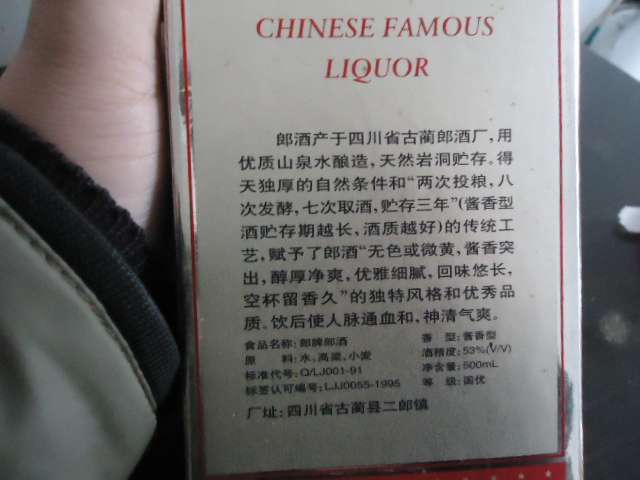 CHINESE FAMOUS
LIQUOR
郎酒产于四川省古蔺郎酒厂，用
优质山泉水酿造，天然岩洞贮存。得
天独厚的自然条件和“两次投粮，八
次发酵，七次取酒，贮存三年”(酱香型
酒贮存期越长，酒质越好)的传统工
艺，赋予了郎酒“无色或微黄，酱香突
出，醇厚净爽，优雅细腻，回味悠长，
空杯留香久”的独特风格和优秀品
质。饮后使人脉通血和，神清气爽。
食品名称：郎牌郎酒 香 型：酱香型
原 料：水，高粱，小麦 酒精度：53%(V/V)
标准代号：Q/LJ001-91 净含量：500mL
标签认可编号：LJJ0055-1995 等 级：国优
厂址：四川省古蔺县二郎镇